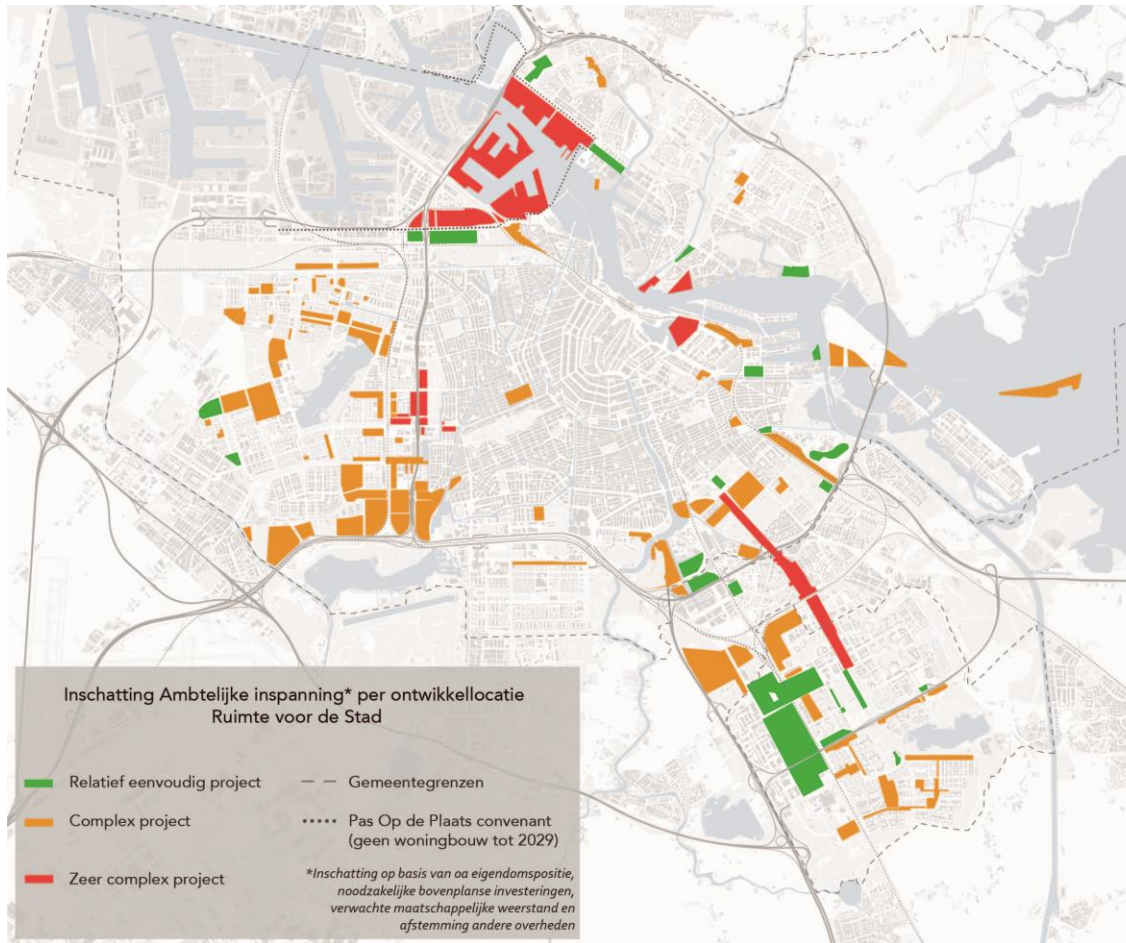 Inschatting Ambtelijke inspanning* per ontwikkellocatie
Ruimte voor de Stad
Relatief eenvoudig project
Complex project
Zeer complex project
Gemeentegrenzen
Pas Op de Plaats convenant
(geen woningbouw tot 2029)
*Inschatting op basis van oa eigendomspositie,
noodzakelijke bovenplanse investeringen,
verwachte maatschappelijke weerstand en
afstemming andere overheden